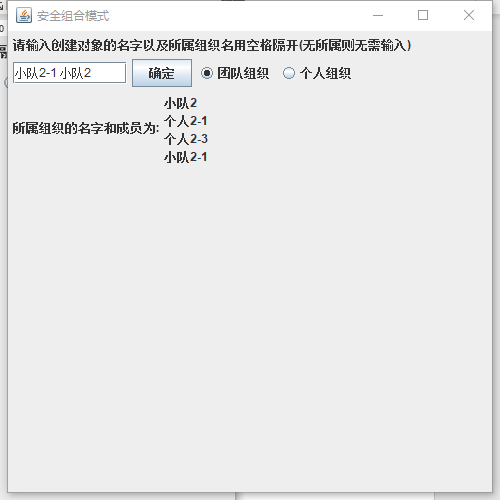 安全组合模式
请输入创建对象的名字以及所属组织名用空格隔开(无所属则无需输入)
小队2-1 小队2 确定 团队组织 个人组织
小队2
个人2-1
所属组织的名字和成员为:
个人2-3
小队2-1